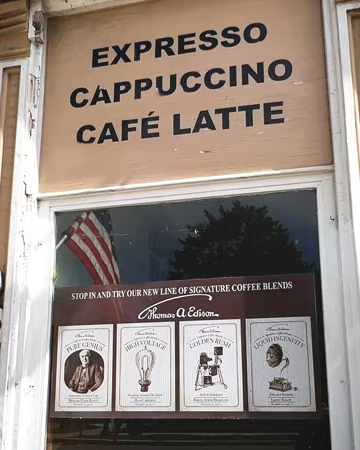 EXPRESSO
CAPPUCCINO
CAFÉ LATTE
STOP IN AND TRY OUR NEW LINE OF SIGNATURE COFFEE BLENDS
Thomas A Edison
PURE GENIUS
HIGH VOLTAGE
GOLDEN RUSH
LIQUID INGENUITY